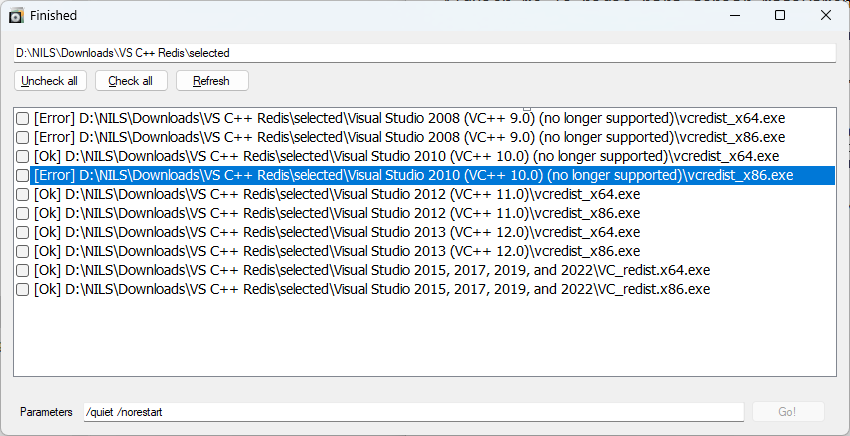 Finished
D:\NILS\Downloads\VS C++ Redis\selected
Uncheck all Check all Refresh
[Error] D:\NILS\Downloads\VS C++ Redis\selected\Visual Studio 2008 (VC++ 9.0) (no longer supported)\vcredist_x64.exe
[Error] D:\NILS\Downloads\VS C++ Redis\selected\Visual Studio 2008 (VC++ 9.0) (no longer supported)\vcredist_x86.exe
[Ok] D:\NILS\Downloads\VS C++ Redis\selected\Visual Studio 2010 (VC++ 10.0) (no longer supported)\vcredist_x64.exe
[Error] D:\NILS\Downloads\VS C++ Redis\selected\Visual Studio 2010 (VC++ 10.0) (no longer supported)\vcredist_x86.exe
[Ok] D:\NILS\Downloads\VS C++ Redis\selected\Visual Studio 2012 (VC++ 11.0)\vcredist_x64.exe
[Ok] D:\NILS\Downloads\VS C++ Redis\selected\Visual Studio 2012 (VC++ 11.0)\vcredist_x86.exe
[Ok] D:\NILS\Downloads\VS C++ Redis\selected\Visual Studio 2013 (VC++ 12.0)\vcredist_x64.exe
[Ok] D:\NILS\Downloads\VS C++ Redis\selected\Visual Studio 2013 (VC++ 12.0)\vcredist_x86.exe
[Ok] D:\NILS\Downloads\VS C++ Redis\selected\Visual Studio 2015, 2017, 2019, and 2022\VC_redist.x64.exe
[Ok] D:\NILS\Downloads\VS C++ Redis\selected\Visual Studio 2015, 2017, 2019, and 2022\VC_redist.x86.exe
Parameters /quiet /norestart Go!